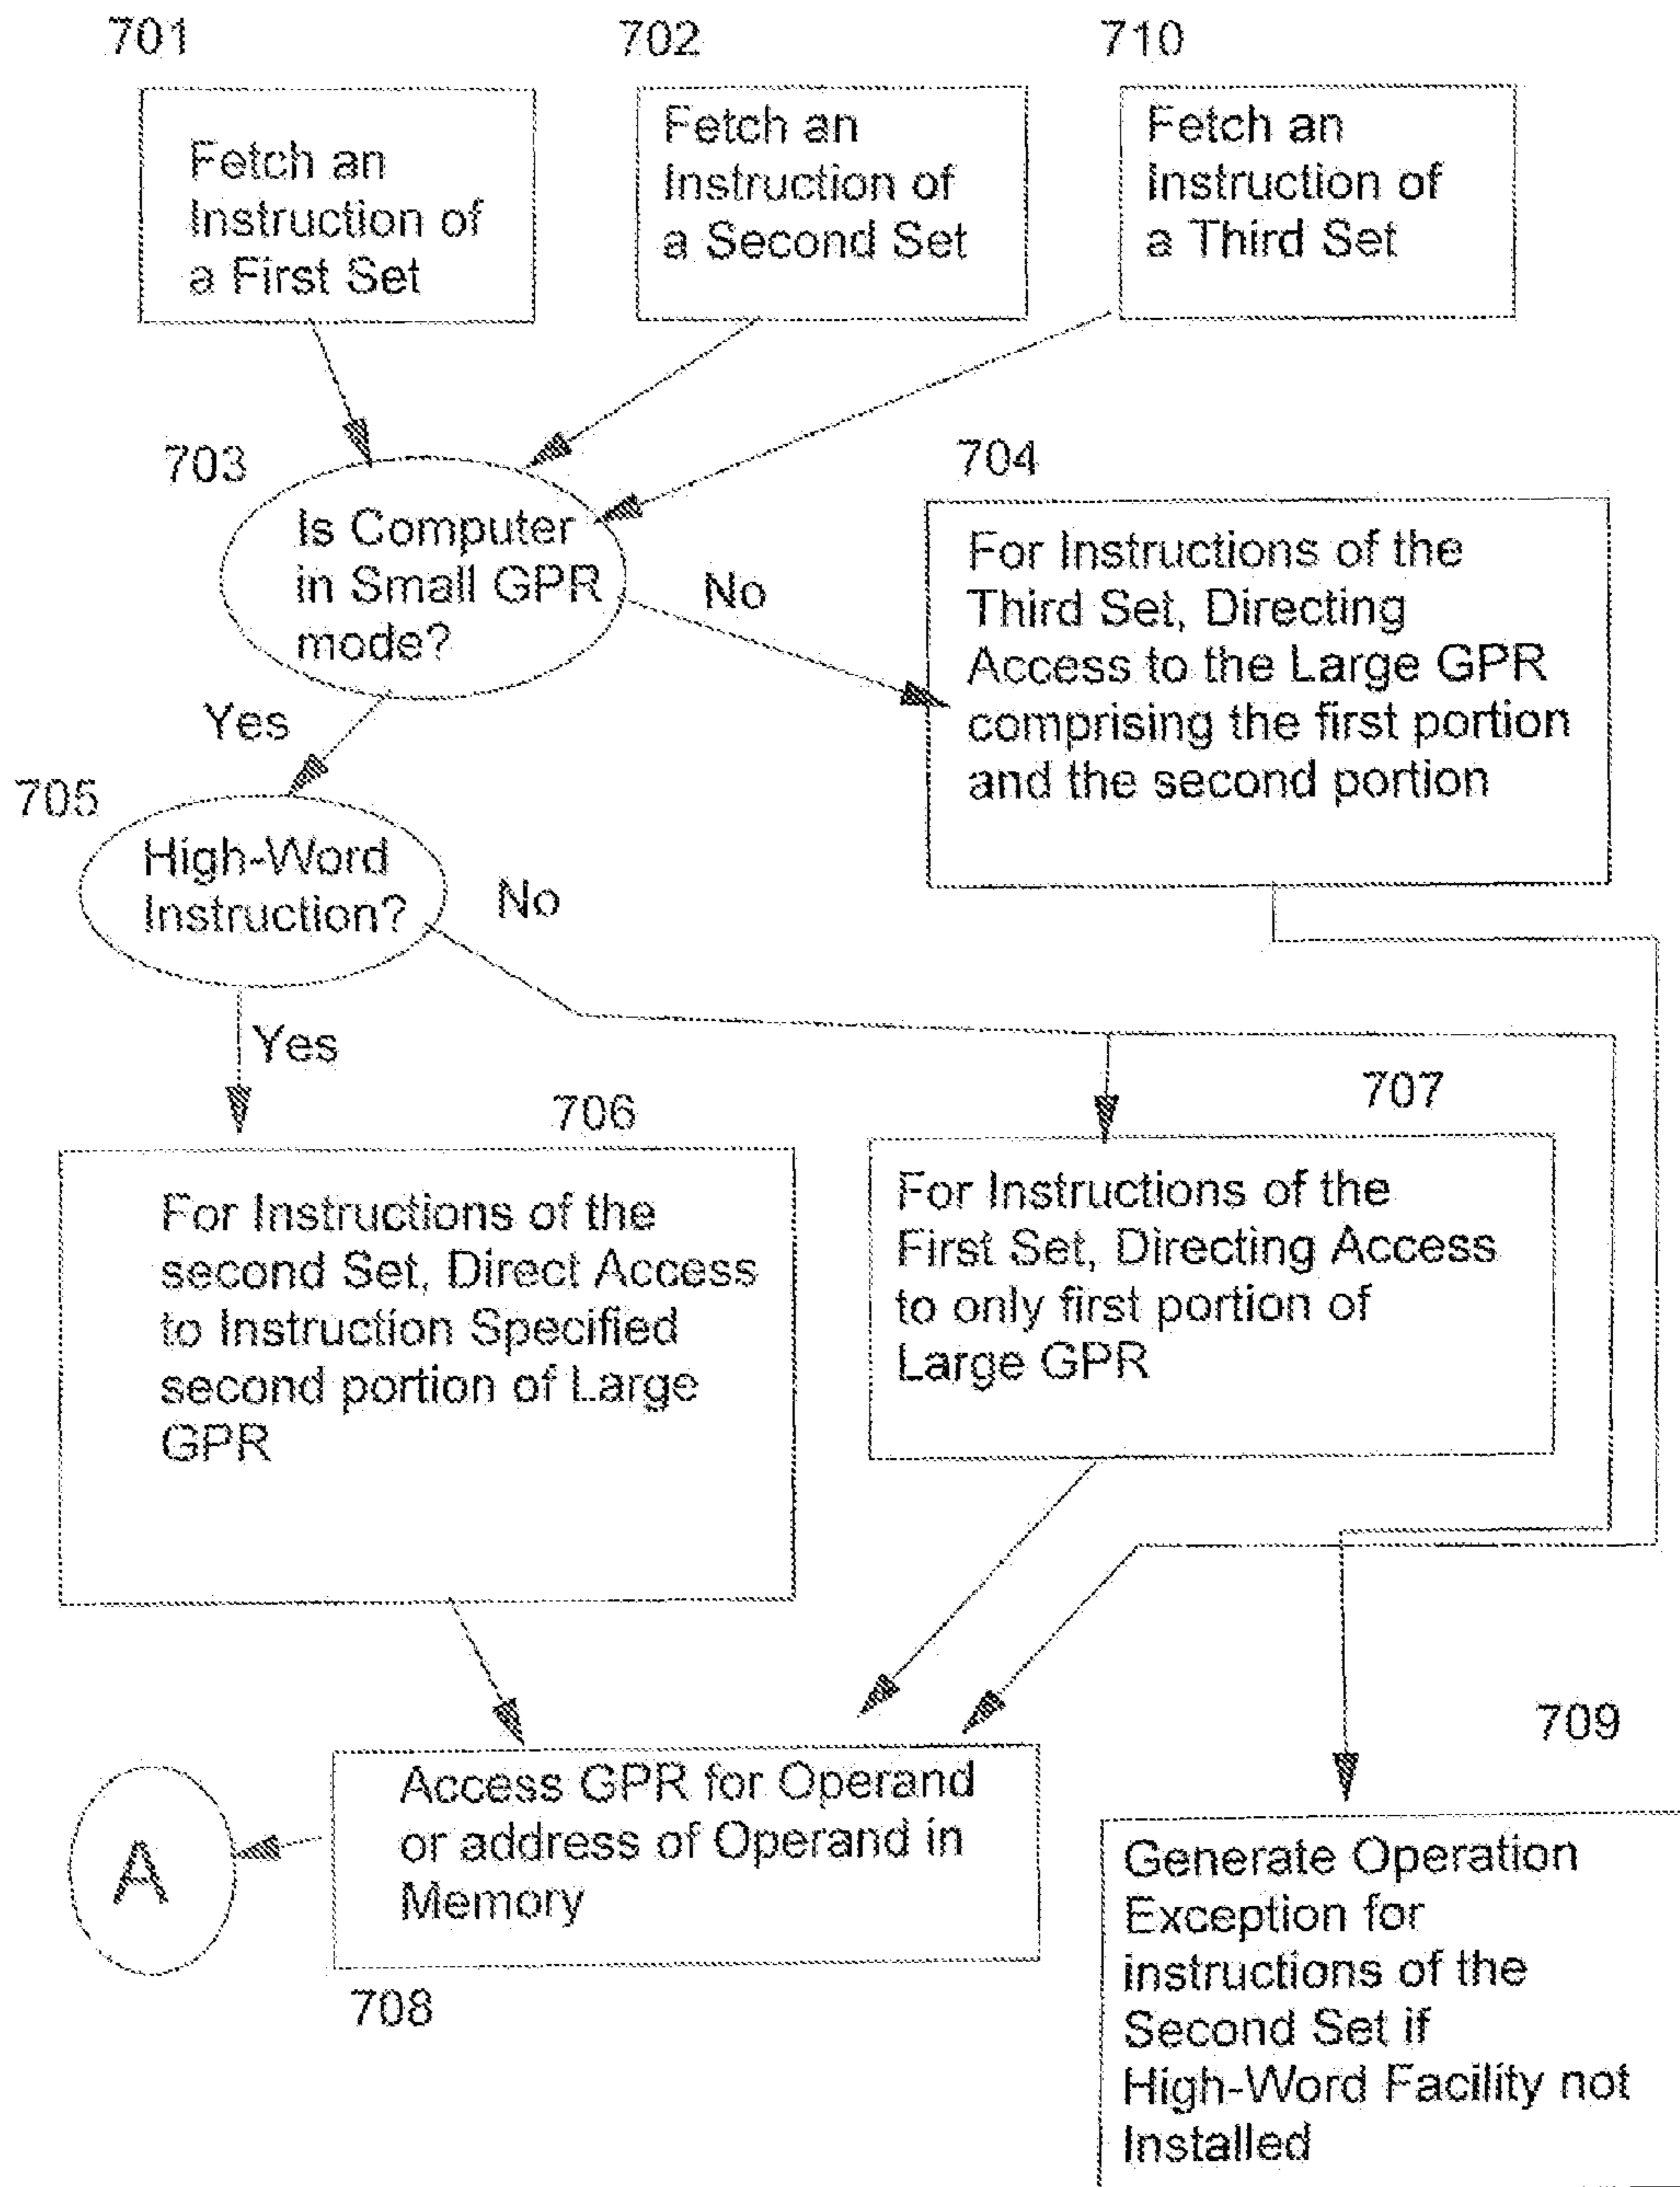 701
702
710
Fetch an
Instruction of
a First Set
Fetch an
Instruction of
a Second Set
Fetch an
Instruction of
a Third Set
703
Is Computer
in Small GPR
mode?
No
Yes
704
For Instructions of the
Third Set, Directing
Access to the Large GPR
comprising the first portion
and the second portion
705
High-Word
Instruction?
No
Yes
706
For Instructions of the
second Set, Direct Access
to Instruction Specified
second portion of Large
GPR
707
For Instructions of the
First Set, Directing Access
to only first portion of
Large GPR
A
Access GPR for Operand
or address of Operand in
Memory
708
709
Generate Operation
Exception for
instructions of the
Second Set if
High-Word Facility not
Installed